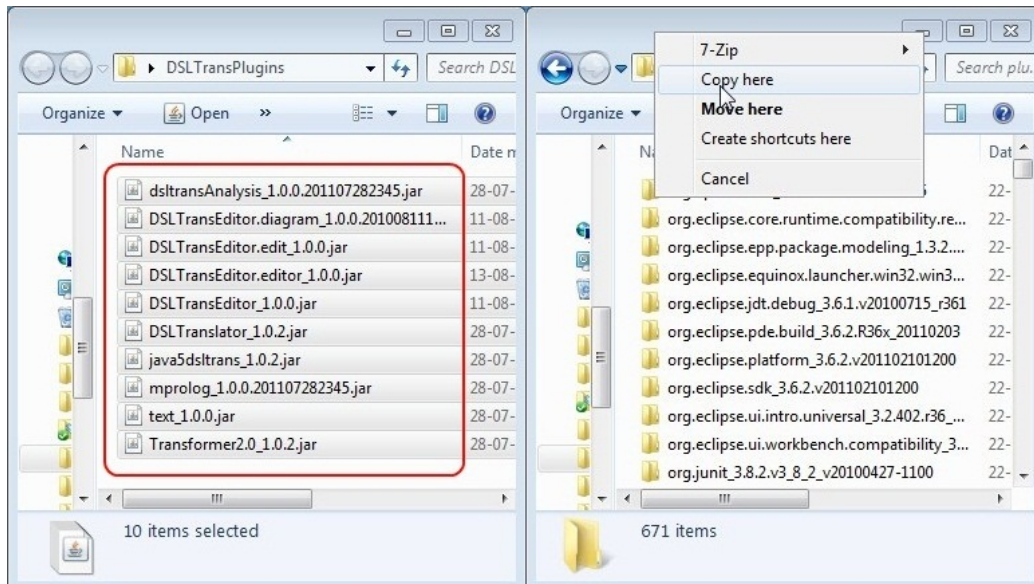 DSLTransPlugins
Search DSL
Organize
Open
»
Name
Date m
dsltransAnalysis_1.0.0.201107282345.jar
28-07-
DSLTransEditor.diagram_1.0.0.201008111...
11-08-
DSLTransEditor.edit_1.0.0.jar
11-08-
DSLTransEditor.editor_1.0.0.jar
13-08-
DSLTransEditor_1.0.0.jar
11-08-
DSLTranslator_1.0.2.jar
28-07-
java5dsltrans_1.0.2.jar
28-07-
mprolog_1.0.0.201107282345.jar
28-07-
text_1.0.0.jar
28-07-
Transformer2.0_1.0.2.jar
28-07-
10 items selected
7-Zip
Copy here
Move here
Create shortcuts here
Cancel
Search plu.
Organize
Na
Dat
22-
org.eclipse.core.runtime.compatibility.re...
22-
org.eclipse.epp.package.modeling_1.3.2....
22-
org.eclipse.equinox.launcher.win32.win3...
22-
org.eclipse.jdt.debug_3.6.1.v20100715_r361
22-
org.eclipse.pde.build_3.6.2.R36x_20110203
22-
org.eclipse.platform_3.6.2.v201102101200
22-
org.eclipse.sdk_3.6.2.v201102101200
22-
org.eclipse.ui.intro.universal_3.2.402.r36_...
22-
org.eclipse.ui.workbench.compatibility_3...
22-
org.junit_3.8.2.v3_8_2_v20100427-1100
22-
671 items